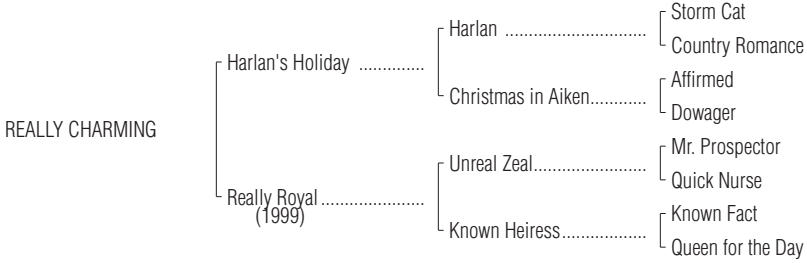 Storm Cat
Harlan ..............................
Country Romance
Harlan's Holiday ..............
Affirmed
Christmas in Aiken............
Dowager
REALLY CHARMING
Mr. Prospector
Unreal Zeal........................
Quick Nurse
Really Royal ......................
(1999)
Known Fact
Known Heiress..................
Queen for the Day